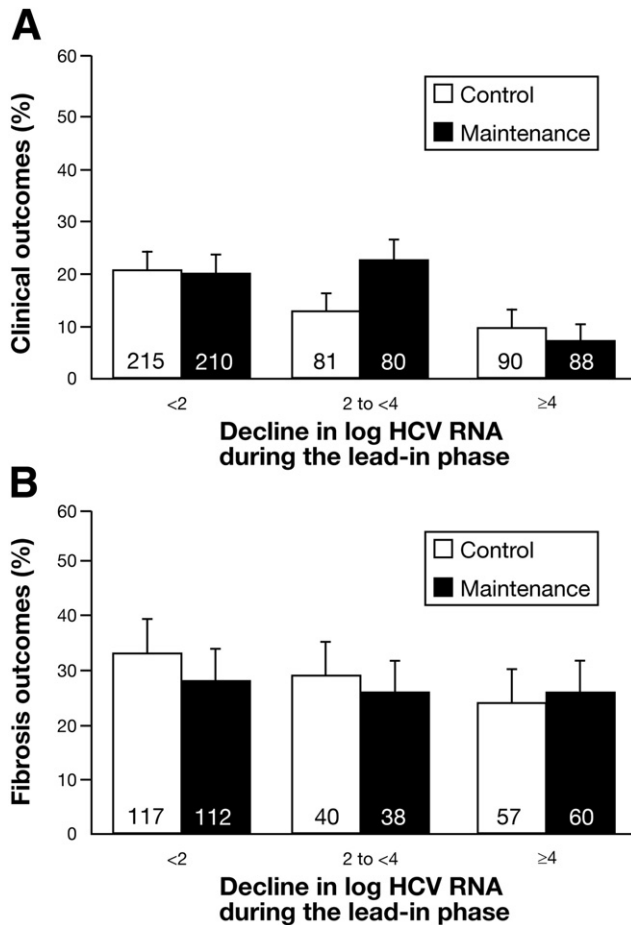 A
Clinical outcomes (%)
60
50
40
30
20
10
0
Control
Maintenance
215 210 81 80 90 88
<2 2 to <4 ≥4
Decline in log HCV RNA
during the lead-in phase
B
Fibrosis outcomes (%)
60
50
40
30
20
10
0
Control
Maintenance
117 112 40 38 57 60
<2 2 to <4 ≥4
Decline in log HCV RNA
during the lead-in phase